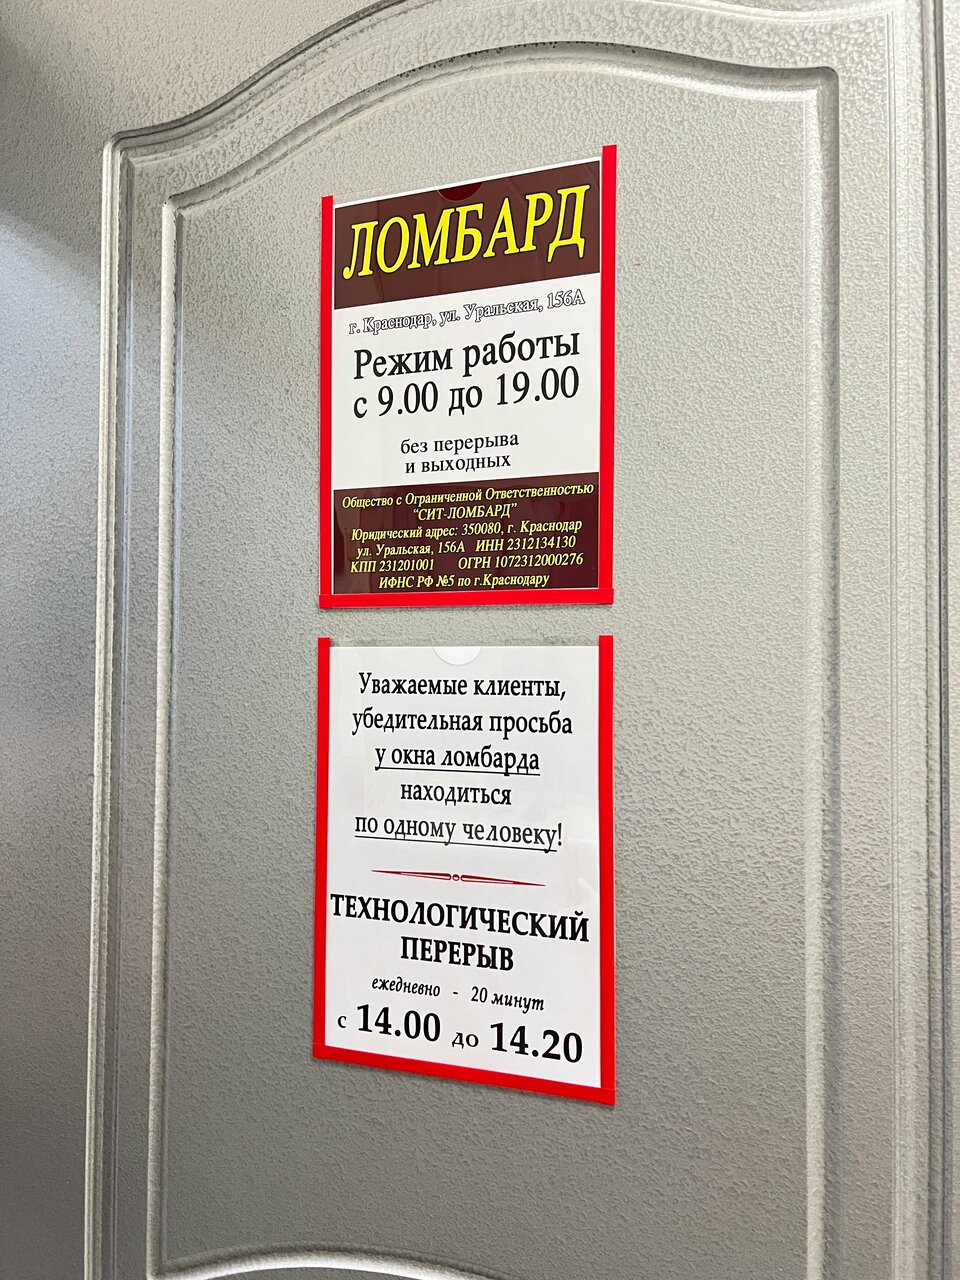 ЛОМБАРД
г. Краснодар, ул. Уральская, 156А
Режим работы
с 9.00 до 19.00
без перерыва
и выходных
Общество с Ограниченной Ответственностью
"СИТ-ЛОМБАРД"
Юридический адрес: 350080, г. Краснодар
ул. Уральская, 156А ИНН 2312134130
КПП 231201001 ОГРН 1072312000276
ИФНС РФ №5 по г.Краснодару
Уважаемые клиенты,
убедительная просьба
у окна ломбарда
находиться
по одному человеку!
ТЕХНОЛОГИЧЕСКИЙ
ПЕРЕРЫВ
ежедневно - 20 минут
с 14.00 до 14.20